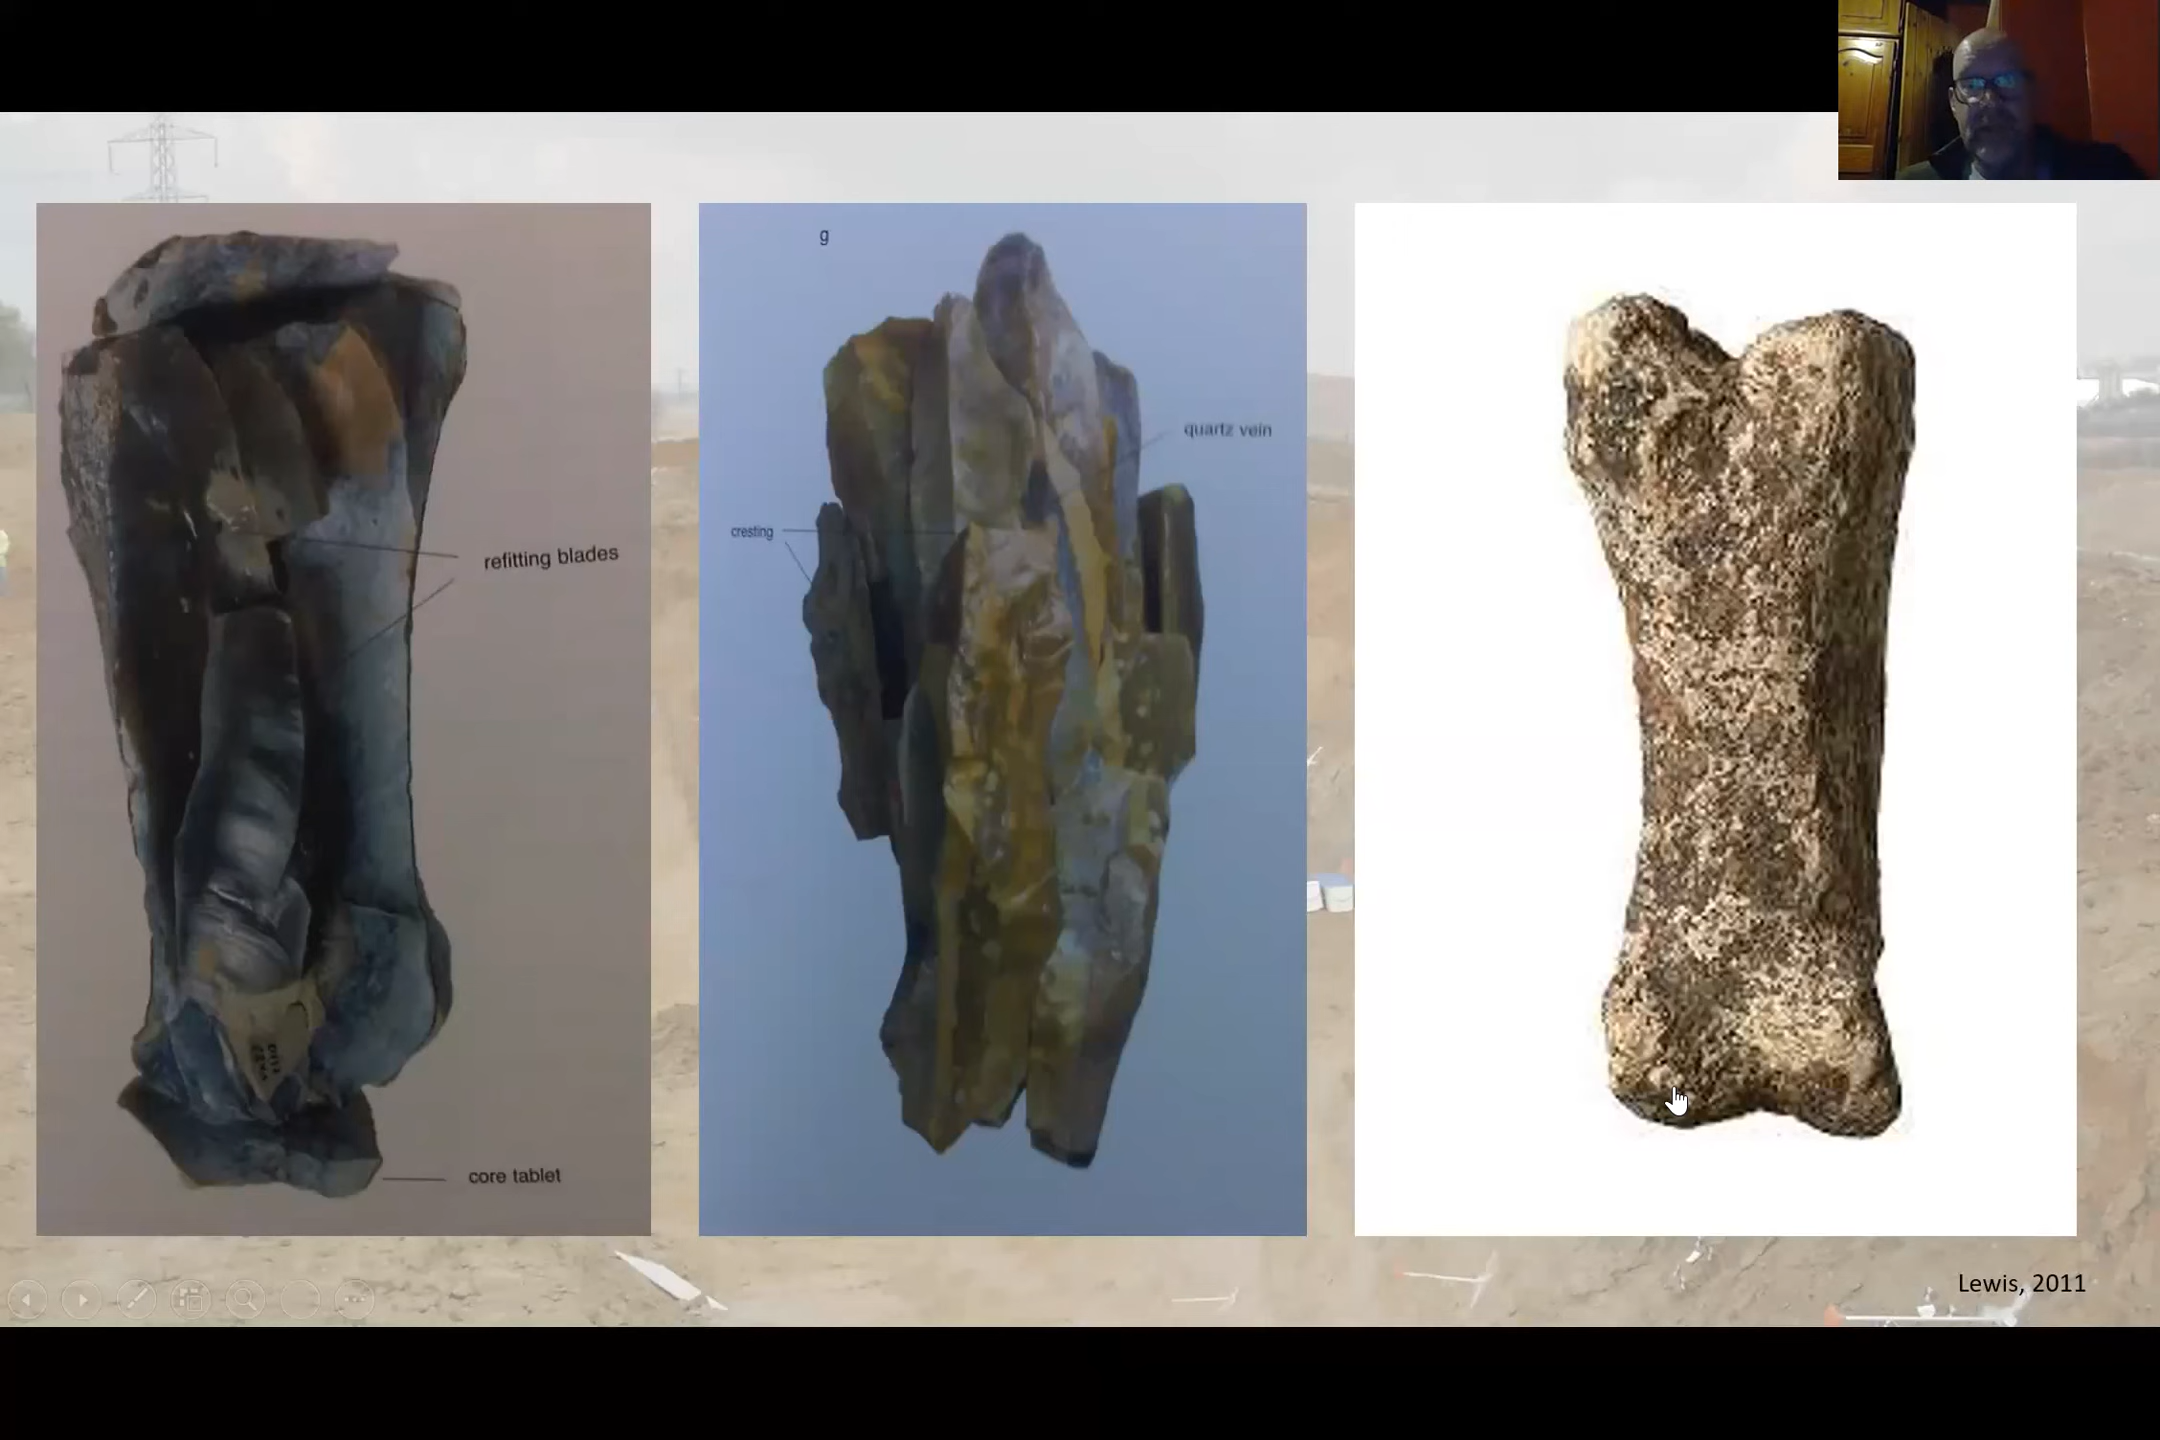 refitting blades
core tablet
g
quartz vein
cresting
Lewis, 2011